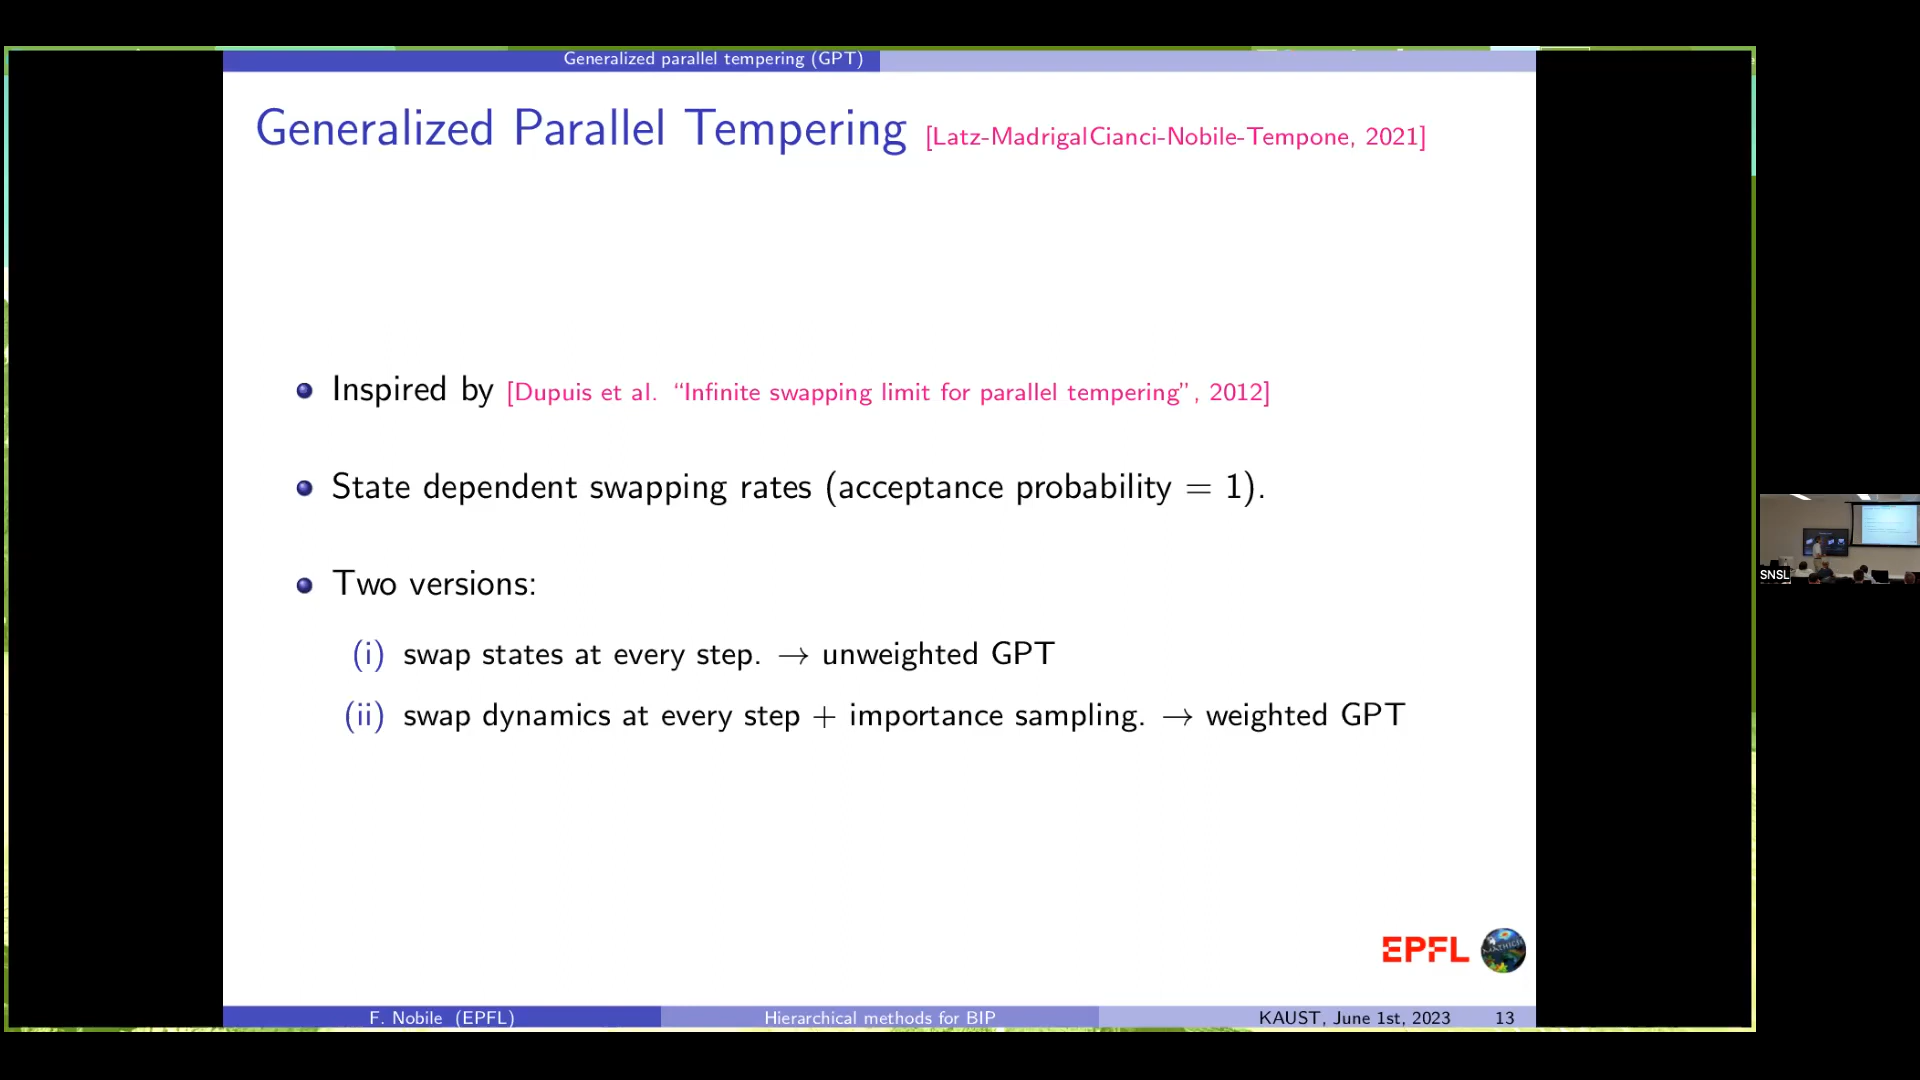 Generalized parallel tempering (GPT)
Generalized Parallel Tempering [Latz-MadrigalCianci-Nobile-Tempone, 2021]
Inspired by [Dupuis et al. “Infinite swapping limit for parallel tempering”, 2012]
State dependent swapping rates (acceptance probability = 1).
Two versions:
(i) swap states at every step. → unweighted GPT
(ii) swap dynamics at every step + importance sampling. → weighted GPT
SNSL
EPFL
MATHICSE
F. Nobile (EPFL) Hierarchical methods for BIP KAUST, June 1st, 2023 13